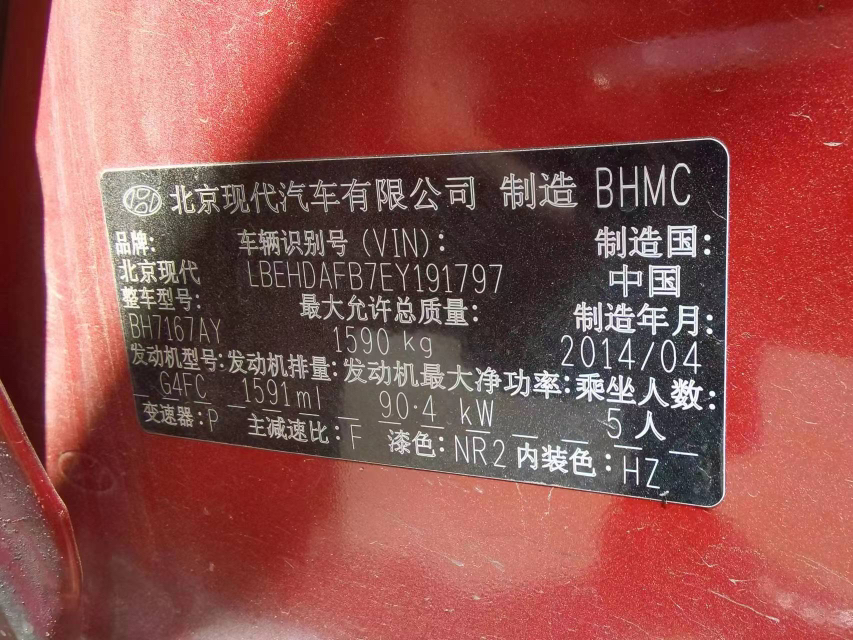 北京现代汽车有限公司 制造 BHMC
品牌: 车辆识别号 (VIN): 制造国:
北京现代 LBEHDAFB7EY191797 中国
整车型号: 最大允许总质量: 制造年月:
BH7167AY 1590 kg 2014/04
发动机型号: 发动机排量: 发动机最大净功率: 乘坐人数:
G4FC 1591ml 90.4 kW 5人
变速器: P 主减速比: F 漆色: NR2 内装色: HZ